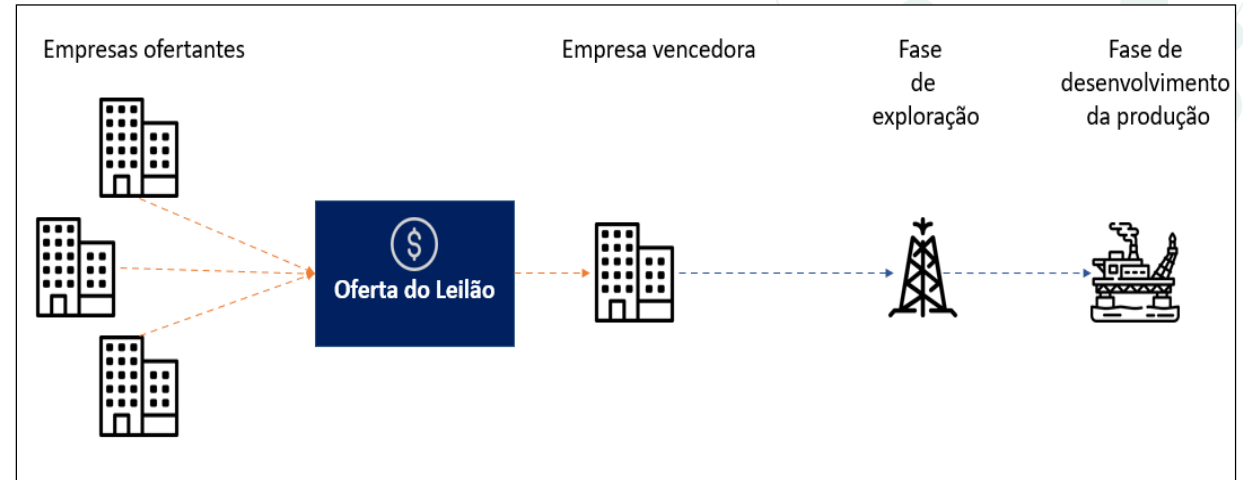 Empresas ofertantes
Empresa vencedora
Fase
de
exploração
Fase de
desenvolvimento
da produção
$
Oferta do Leilão